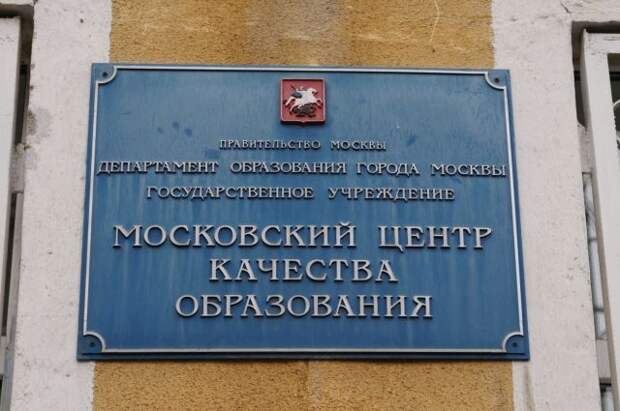 ПРАВИТЕЛЬСТВО МОСКВЫ
ДЕПАРТАМЕНТ ОБРАЗОВАНИЯ ГОРОДА МОСКВЫ
ГОСУДАРСТВЕННОЕ УЧРЕЖДЕНИЕ
МОСКОВСКИЙ ЦЕНТР
КАЧЕСТВА
ОБРАЗОВАНИЯ